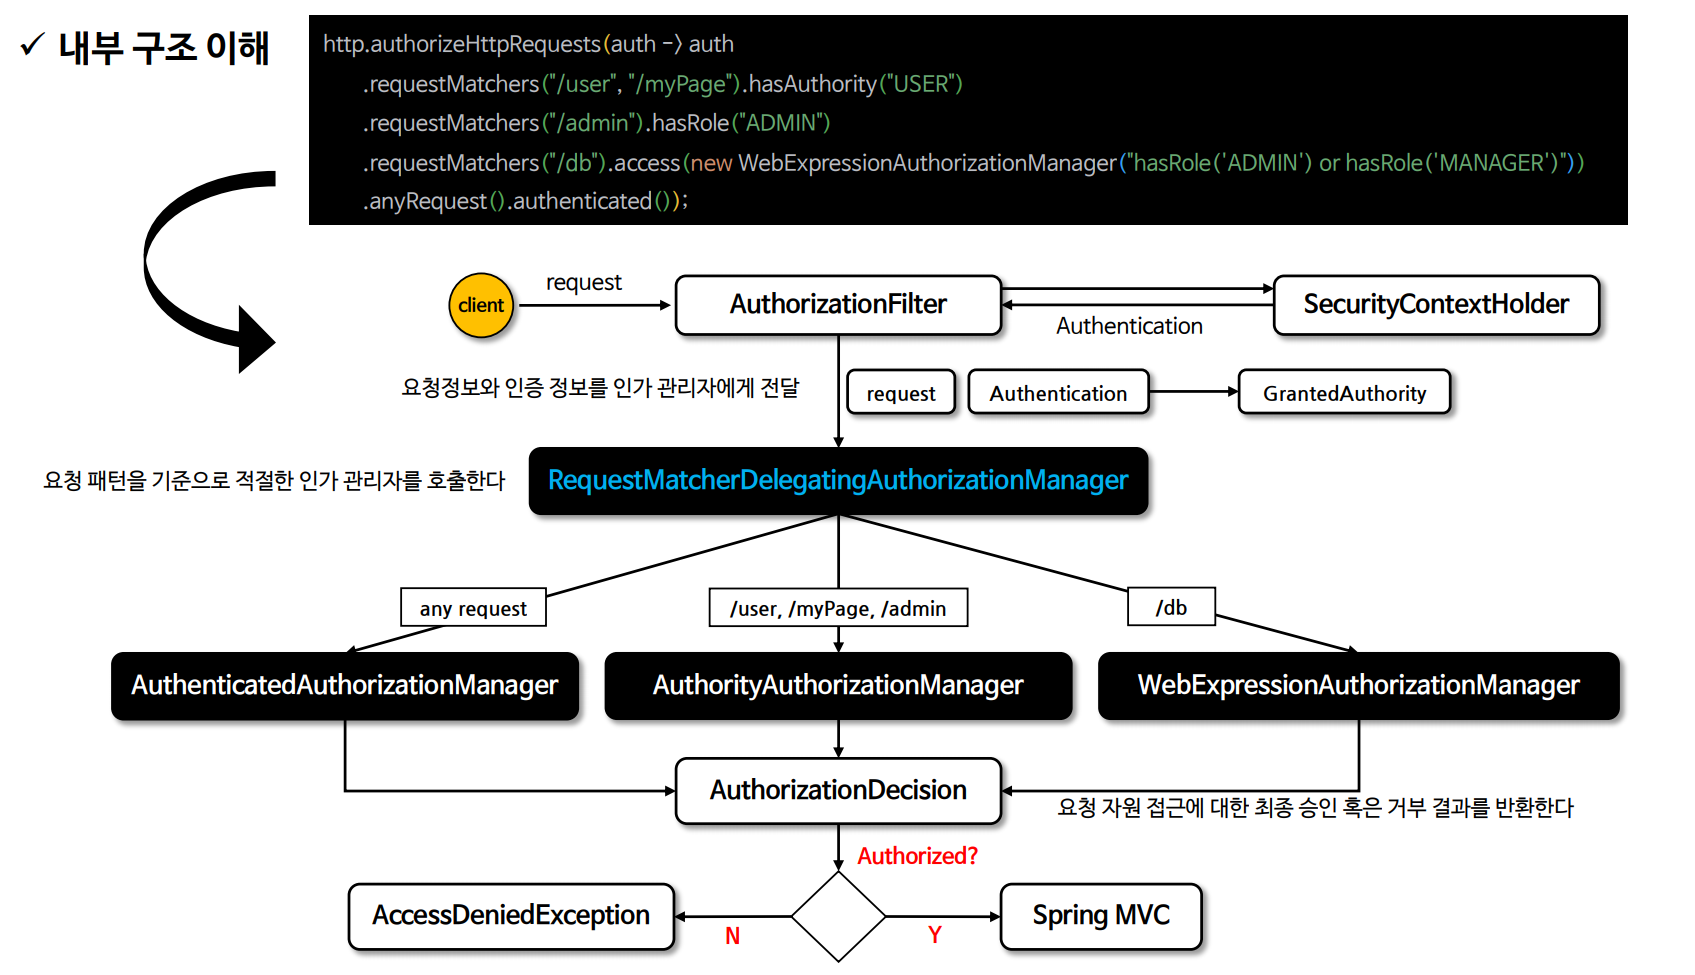 ✓ 내부 구조 이해
http.authorizeHttpRequests(auth -> auth
.requestMatchers("/user", "/myPage").hasAuthority("USER")
.requestMatchers("/admin").hasRole("ADMIN")
.requestMatchers("/db").access(new WebExpressionAuthorizationManager("hasRole('ADMIN') or hasRole('MANAGER')"))
.anyRequest().authenticated());
client
request
AuthorizationFilter
SecurityContextHolder
Authentication
요청정보와 인증 정보를 인가 관리자에게 전달
request
Authentication
GrantedAuthority
요청 패턴을 기준으로 적절한 인가 관리자를 호출한다
RequestMatcherDelegatingAuthorizationManager
any request
/user, /myPage, /admin
/db
AuthenticatedAuthorizationManager
AuthorityAuthorizationManager
WebExpressionAuthorizationManager
AuthorizationDecision
요청 자원 접근에 대한 최종 승인 혹은 거부 결과를 반환한다
Authorized?
AccessDeniedException
N
Y
Spring MVC